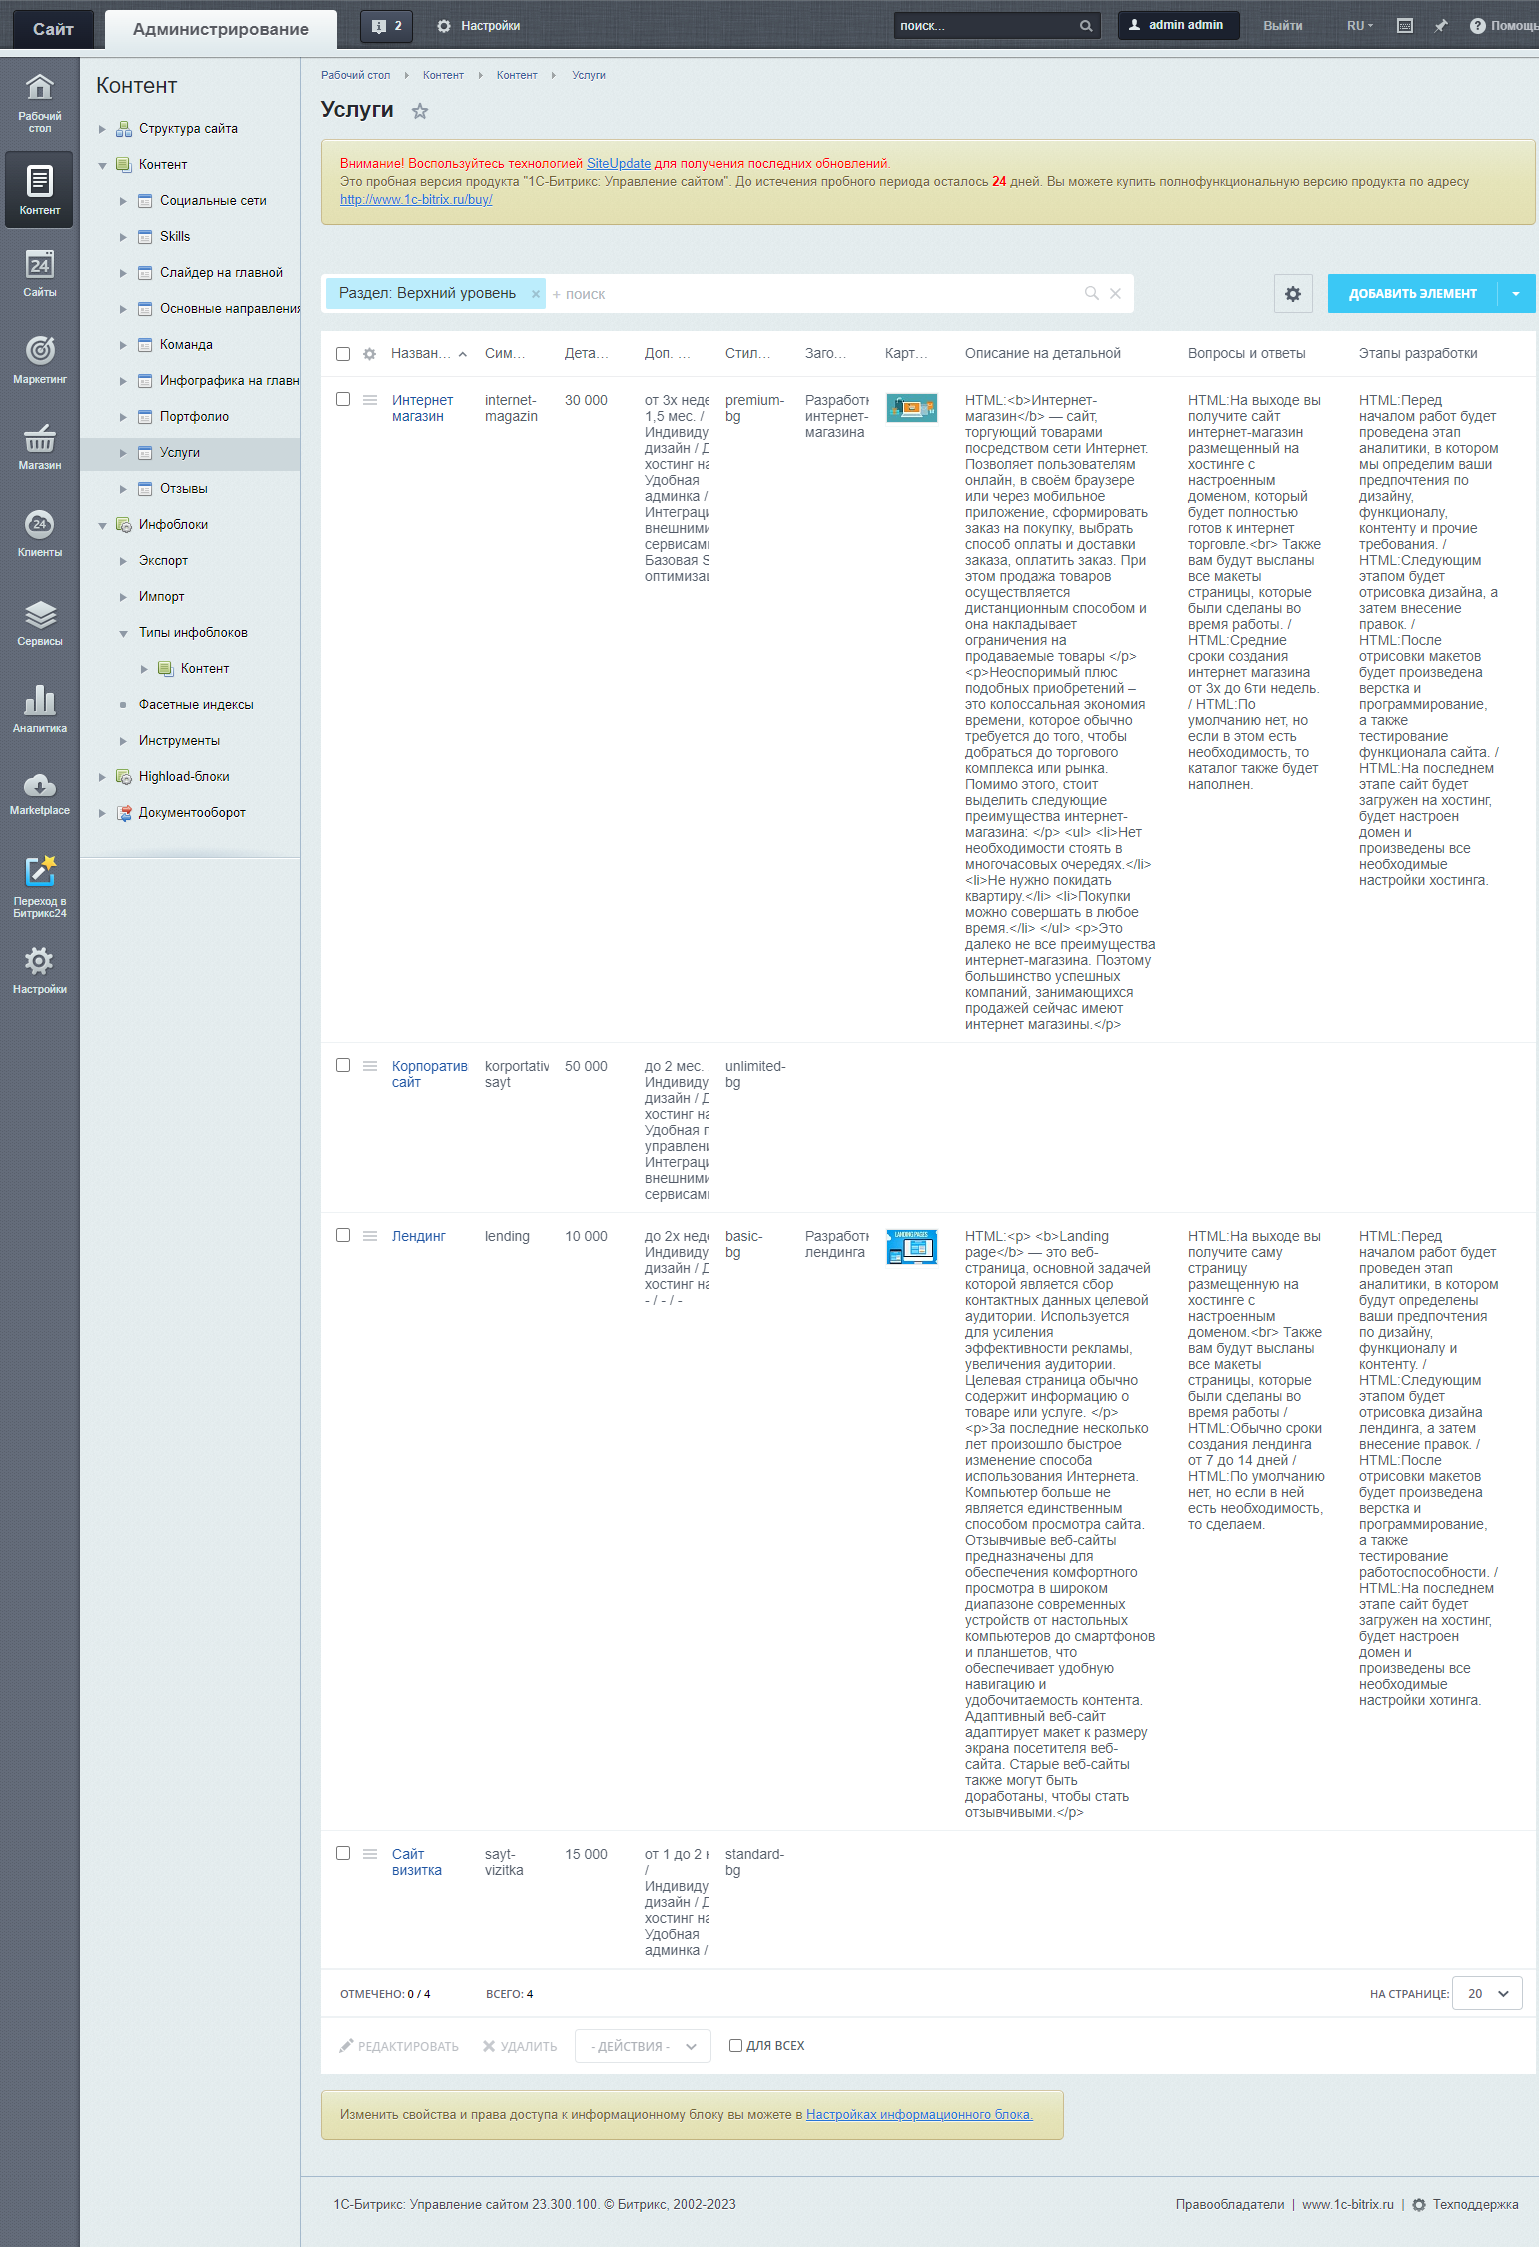 Сайт
Администрирование
2
Настройки
поиск...
admin admin
Выйти
RU
Помощь
Рабочий стол
Контент
Сайты
Маркетинг
Магазин
Клиенты
Сервисы
Аналитика
Marketplace
Переход в Битрикс24
Настройки
Контент
Структура сайта
Контент
Социальные сети
Skills
Слайдер на главной
Основные направления
Команда
Инфографика на главн
Портфолио
Услуги
Отзывы
Инфоблоки
Экспорт
Импорт
Типы инфоблоков
Контент
Фасетные индексы
Инструменты
Highload-блоки
Документооборот
Рабочий стол Контент Контент Услуги
Услуги
Внимание! Воспользуйтесь технологией SiteUpdate для получения последних обновлений.
Это пробная версия продукта "1С-Битрикс: Управление сайтом". До истечения пробного периода осталось 24 дней. Вы можете купить полнофункциональную версию продукта по адресу
http://www.1c-bitrix.ru/buy/
Раздел: Верхний уровень × + поиск
ДОБАВИТЬ ЭЛЕМЕНТ
Назван... Сим... Дета... Доп. ... Стил... Заго... Карт... Описание на детальной Вопросы и ответы Этапы разработки
Интернет
магазин
internet-
magazin
30 000
от 3х неде
1,5 мес. /
Индивиду
дизайн / Д
хостинг на
Удобная
админка /
Интеграци
внешними
сервисам
Базовая S
оптимизац
premium-
bg
Разработк
интернет-
магазина
HTML:<b>Интернет-
магазин</b> — сайт,
торгующий товарами
посредством сети Интернет.
Позволяет пользователям
онлайн, в своём браузере
или через мобильное
приложение, сформировать
заказ на покупку, выбрать
способ оплаты и доставки
заказа, оплатить заказ. При
этом продажа товаров
осуществляется
дистанционным способом и
она накладывает
ограничения на
продаваемые товары </p>
<p>Неоспоримый плюс
подобных приобретений –
это колоссальная экономия
времени, которое обычно
требуется до того, чтобы
добраться до торгового
комплекса или рынка.
Помимо этого, стоит
выделить следующие
преимущества интернет-
магазина: </p> <ul> <li>Нет
необходимости стоять в
многочасовых очередях.</li>
<li>Не нужно покидать
квартиру.</li> <li>Покупки
можно совершать в любое
время.</li> </ul> <p>Это
далеко не все преимущества
интернет-магазина. Поэтому
большинство успешных
компаний, занимающихся
продажей сейчас имеют
интернет магазины.</p>
HTML:На выходе вы
получите сайт
интернет-магазин
размещенный на
хостинге с
настроенным
доменом, который
будет полностью
готов к интернет
торговле.<br> Также
вам будут высланы
все макеты
страницы, которые
были сделаны во
время работы. /
HTML:Средние
сроки создания
интернет магазина
от 3х до 6ти недель.
/ HTML:По
умолчанию нет, но
если в этом есть
необходимость, то
каталог также будет
наполнен.
HTML:Перед
началом работ будет
проведена этап
аналитики, в котором
мы определим ваши
предпочтения по
дизайну,
функционалу,
контенту и прочие
требования. /
HTML:Следующим
этапом будет
отрисовка дизайна, а
затем внесение
правок. /
HTML:После
отрисовки макетов
будет произведена
верстка и
программирование,
а также
тестирование
функционала сайта. /
HTML:На последнем
этапе сайт будет
загружен на хостинг,
будет настроен
домен и
произведены все
необходимые
настройки хостинга.
Корпоратив
сайт
korportativ
sayt
50 000
до 2 мес.
Индивиду
дизайн / Д
хостинг на
Удобная п
управлени
Интеграци
внешними
сервисам
unlimited-
bg
Лендинг
lending
10 000
до 2х неде
Индивиду
дизайн / Д
хостинг на
- / - / -
basic-
bg
Разработк
лендинга
LANDING PAGES
HTML:<p> <b>Landing
page</b> — это веб-
страница, основной задачей
которой является сбор
контактных данных целевой
аудитории. Используется
для усиления
эффективности рекламы,
увеличения аудитории.
Целевая страница обычно
содержит информацию о
товаре или услуге. </p>
<p>За последние несколько
лет произошло быстрое
изменение способа
использования Интернета.
Компьютер больше не
является единственным
способом просмотра сайта.
Отзывчивые веб-сайты
предназначены для
обеспечения комфортного
просмотра в широком
диапазоне современных
устройств от настольных
компьютеров до смартфонов
и планшетов, что
обеспечивает удобную
навигацию и
удобочитаемость контента.
Адаптивный веб-сайт
адаптирует макет к размеру
экрана посетителя веб-
сайта. Старые веб-сайты
также могут быть
доработаны, чтобы стать
отзывчивыми.</p>
HTML:На выходе вы
получите саму
страницу
размещенную на
хостинге с
настроенным
доменом.<br> Также
вам будут высланы
все макеты
страницы, которые
были сделаны во
время работы /
HTML:Обычно сроки
создания лендинга
от 7 до 14 дней /
HTML:По умолчанию
нет, но если в ней
есть необходимость,
то сделаем.
HTML:Перед
началом работ будет
проведен этап
аналитики, в котором
будут определены
ваши предпочтения
по дизайну,
функционалу и
контенту. /
HTML:Следующим
этапом будет
отрисовка дизайна
лендинга, а затем
внесение правок. /
HTML:После
отрисовки макетов
будет произведена
верстка и
программирование,
а также
тестирование
работоспособности. /
HTML:На последнем
этапе сайт будет
загружен на хостинг,
будет настроен
домен и
произведены все
необходимые
настройки хотинга.
Сайт
визитка
sayt-
vizitka
15 000
от 1 до 2 н
/
Индивиду
дизайн / Д
хостинг на
Удобная
админка /
standard-
bg
ОТМЕЧЕНО: 0 / 4 ВСЕГО: 4 НА СТРАНИЦЕ: 20
РЕДАКТИРОВАТЬ УДАЛИТЬ - ДЕЙСТВИЯ - ДЛЯ ВСЕХ
Изменить свойства и права доступа к информационному блоку вы можете в Настройках информационного блока.
1С-Битрикс: Управление сайтом 23.300.100. © Битрикс, 2002-2023
Правообладатели | www.1c-bitrix.ru | Техподдержка